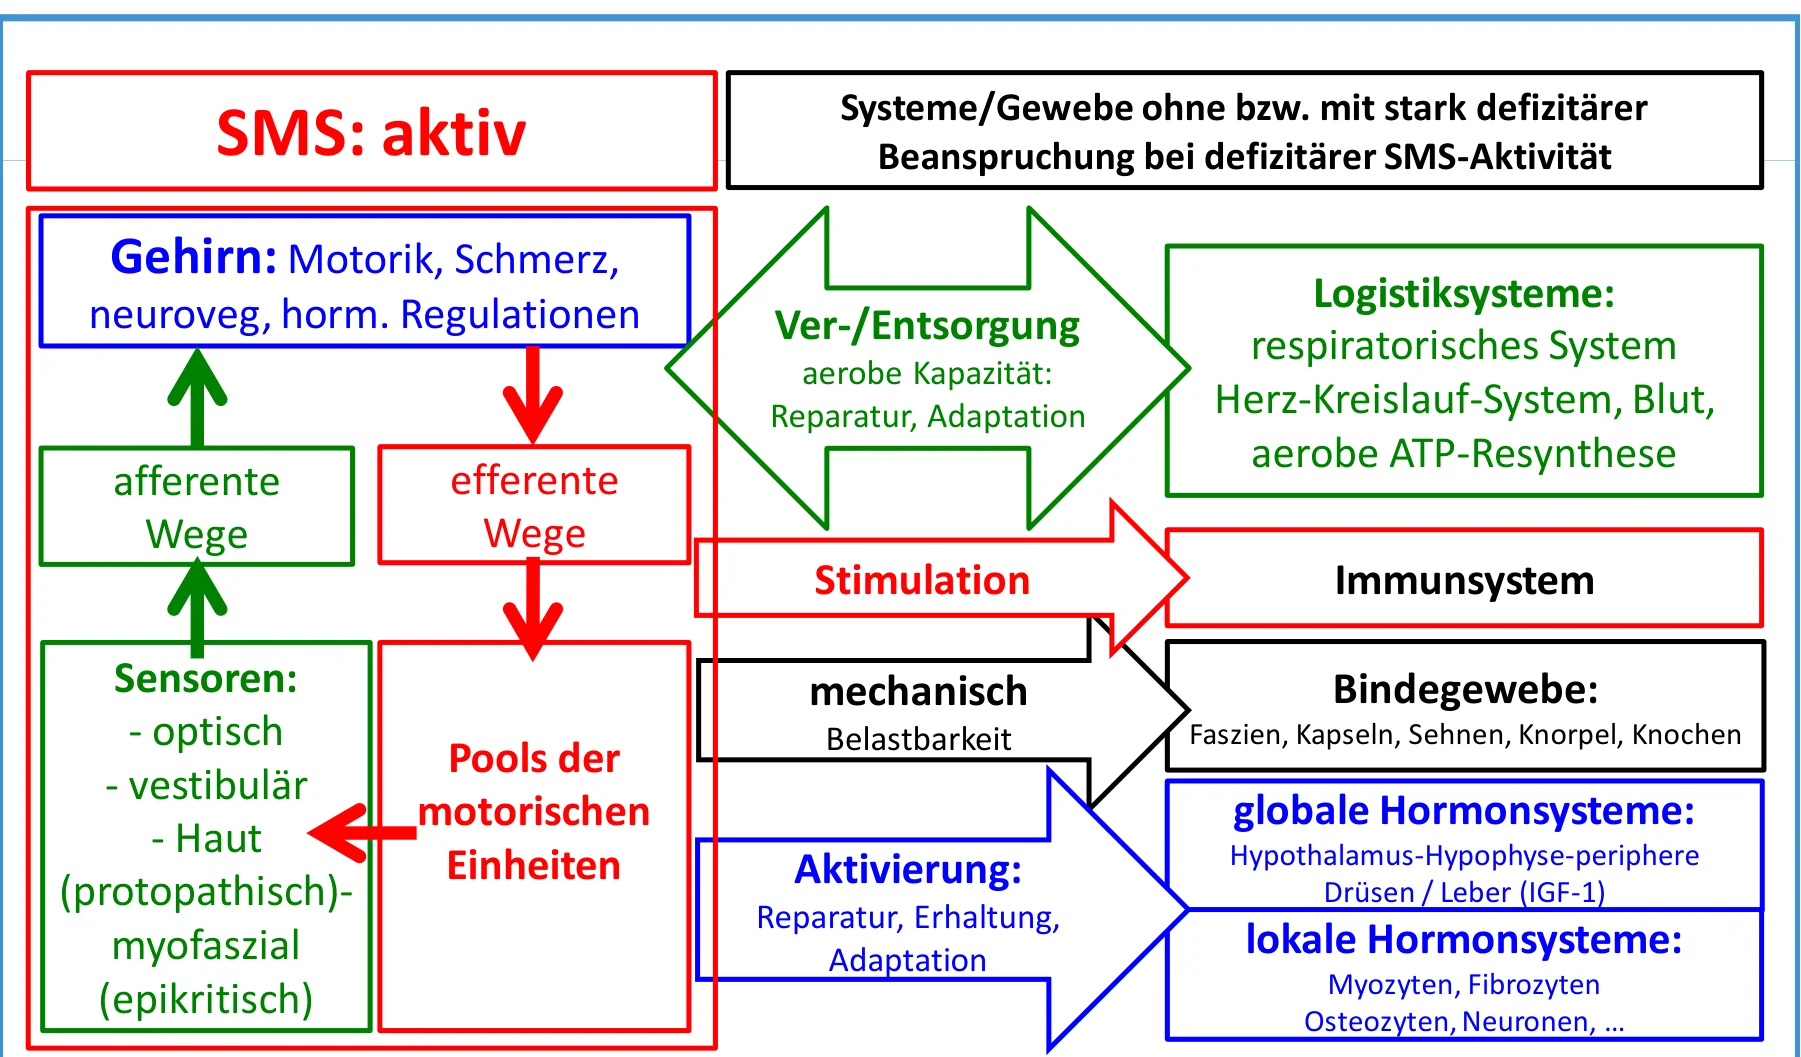 SMS: aktiv
Systeme/Gewebe ohne bzw. mit stark defizitärer
Beanspruchung bei defizitärer SMS-Aktivität
Gehirn: Motorik, Schmerz,
neuroveg, horm. Regulationen
afferente
Wege
efferente
Wege
Sensoren:
- optisch
- vestibulär
- Haut
(protopathisch)-
myofaszial
(epikritisch)
Pools der
motorischen
Einheiten
Ver-/Entsorgung
aerobe Kapazität:
Reparatur, Adaptation
Logistiksysteme:
respiratorisches System
Herz-Kreislauf-System, Blut,
aerobe ATP-Resynthese
Stimulation
Immunsystem
mechanisch
Belastbarkeit
Bindegewebe:
Faszien, Kapseln, Sehnen, Knorpel, Knochen
Aktivierung:
Reparatur, Erhaltung,
Adaptation
globale Hormonsysteme:
Hypothalamus-Hypophyse-periphere
Drüsen / Leber (IGF-1)
lokale Hormonsysteme:
Myozyten, Fibrozyten
Osteozyten, Neuronen, ...